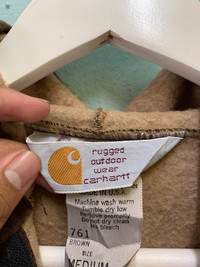 rugged
outdoor
wear
carhartt
MADE IN U.S.A.
Machine wash warm
Tumble dry low
Remove promptly
Do not dry clean
No bleach
761
BROWN
SIZE
MEDIUM